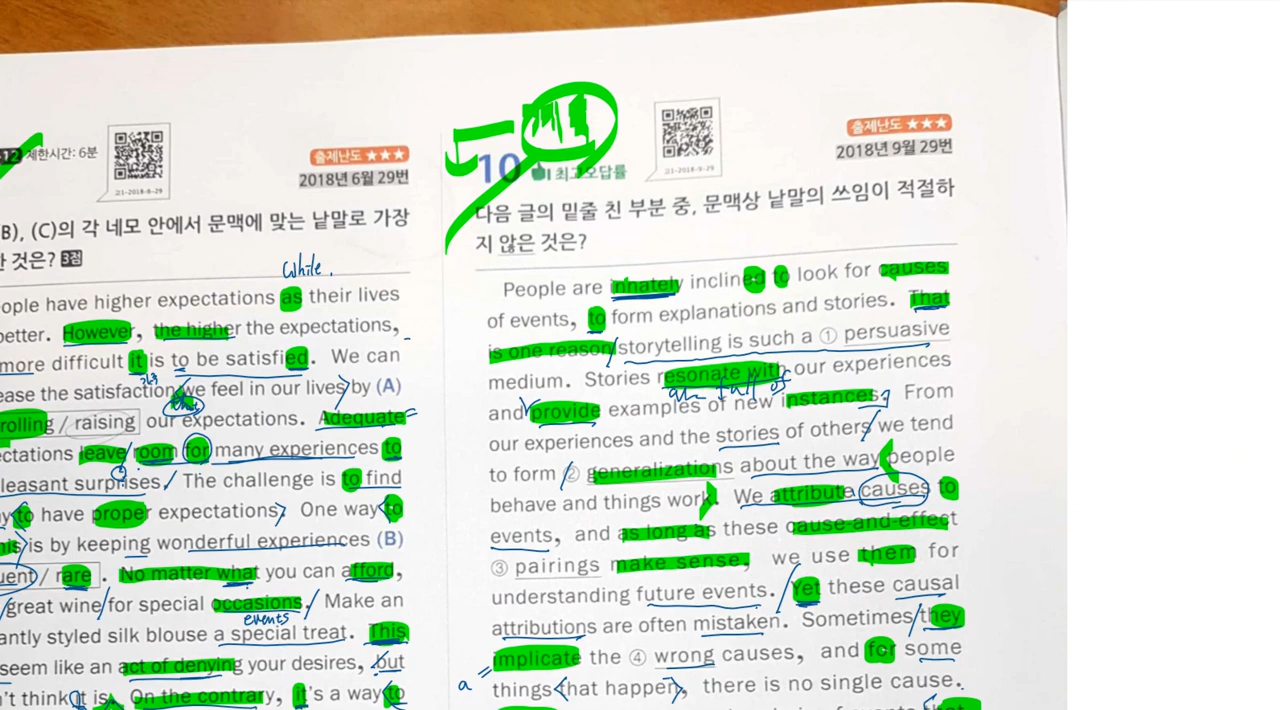 12 제한시간: 6분
고1-2018-6-29
출제난도 ★★★
2018년 6월 29번
B), (C)의 각 네모 안에서 문맥에 맞는 낱말로 가장
한 것은? 3점
while.
ople have higher expectations as their lives
better. However, the higher the expectations,
more difficult it is to be satisfied. We can
ease the satisfaction we feel in our lives by (A)
rolling / raising our expectations. Adequate
ectations leave room for many experiences to
leasant surprises. The challenge is to find
ay to have proper expectations. One way to
his is by keeping wonderful experiences (B)
uent / rare . No matter what you can afford,
great wine for special occasions. Make an
events
antly styled silk blouse a special treat. This
seem like an act of denying your desires, but
n't think it is. On the contrary, it's a way to
10 최고오답률
고1-2018-9-29
출제난도 ★★★
2018년 9월 29번
다음 글의 밑줄 친 부분 중, 문맥상 낱말의 쓰임이 적절하
지 않은 것은?
People are innately inclined to look for causes
of events, to form explanations and stories. That
is one reason storytelling is such a ① persuasive
medium. Stories resonate with our experiences
and provide examples of new instances. From
our experiences and the stories of others we tend
to form ② generalizations about the way people
behave and things work. We attribute causes to
events, and as long as these cause-and-effect
③ pairings make sense, we use them for
understanding future events. Yet these causal
attributions are often mistaken. Sometimes they
implicate the ④ wrong causes, and for some
things that happen, there is no single cause.